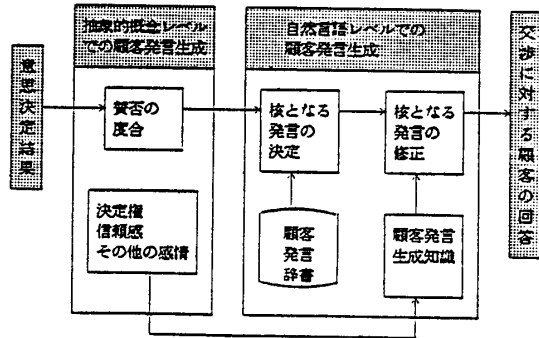 抽象的概念レベル
での顧客発言生成
自然言語レベルでの
顧客発言生成
意思決定結果
賛否の
度合
核となる
発言の
決定
核となる
発言の
修正
交渉に対する顧客の回答
決定権
信頼感
その他の感情
顧客
発言
辞書
顧客発言
生成知識